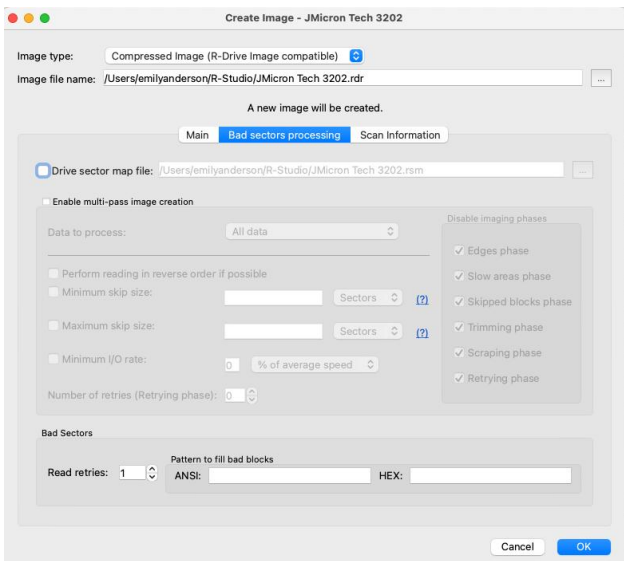 Create Image - JMicron Tech 3202
Image type: Compressed Image (R-Drive Image compatible)
Image file name: /Users/emilyanderson/R-Studio/JMicron Tech 3202.rdr ...
A new image will be created.
Main Bad sectors processing Scan Information
Drive sector map file: /Users/emilyanderson/R-Studio/JMicron Tech 3202.rsm ...
Enable multi-pass image creation
Data to process: All data
Perform reading in reverse order if possible
Minimum skip size: Sectors (?)
Maximum skip size: Sectors (?)
Minimum I/O rate: 0 % of average speed
Number of retries (Retrying phase): 0
Disable imaging phases
Edges phase
Slow areas phase
Skipped blocks phase
Trimming phase
Scraping phase
Retrying phase
Bad Sectors
Read retries: 1
Pattern to fill bad blocks
ANSI: HEX:
Cancel OK